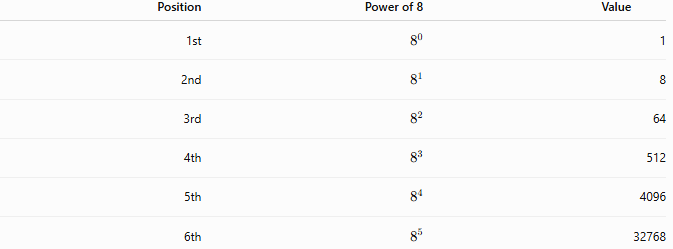 Position Power of 8 Value
1st 8⁰ 1
2nd 8¹ 8
3rd 8² 64
4th 8³ 512
5th 8⁴ 4096
6th 8⁵ 32768